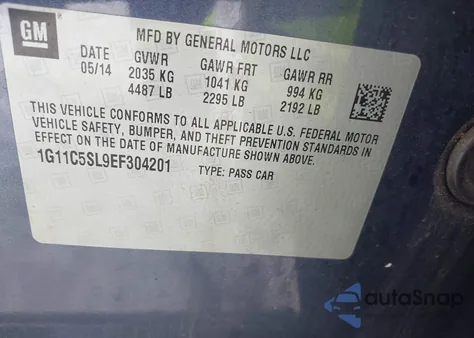 GM
MFD BY GENERAL MOTORS LLC
DATE GVWR GAWR FRT GAWR RR
05/14 2035 KG 1041 KG 994 KG
4487 LB 2295 LB 2192 LB
THIS VEHICLE CONFORMS TO ALL APPLICABLE U.S. FEDERAL MOTOR
VEHICLE SAFETY, BUMPER, AND THEFT PREVENTION STANDARDS IN
EFFECT ON THE DATE OF MANUFACTURE SHOWN ABOVE.
1G11C5SL9EF304201 TYPE: PASS CAR
autoSnap